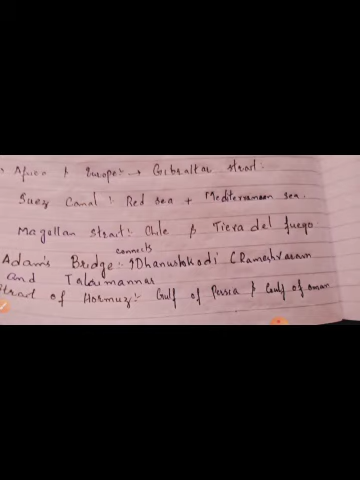 Africa & Europe:→ Gibraltar strait.
Suez Canal :- Red sea + Mediterranean sea.
Magellan Strait: Chile & Tiera del fuego
connects
Adam's Bridge :- Dhanushkodi (Rameshvaram
and Talaimannar
Strait of Hormuz:- Gulf of Persia & Gulf of oman